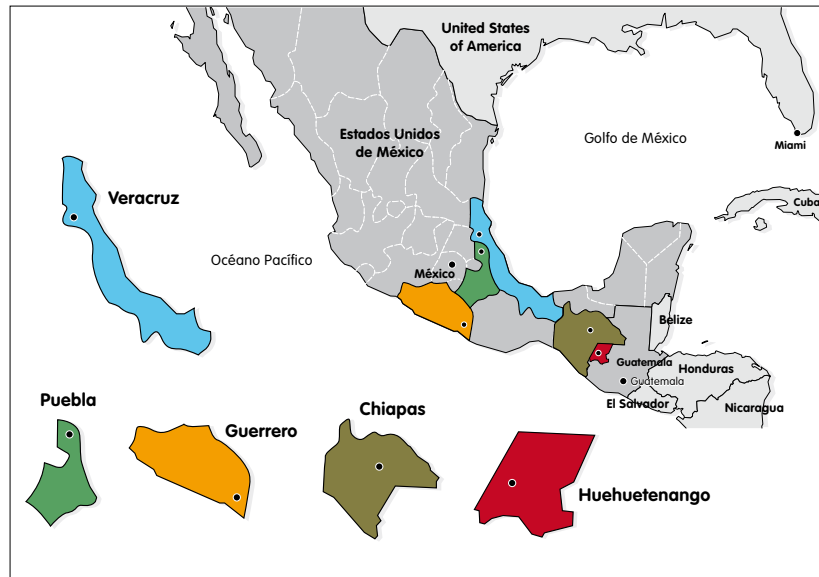 United States
of America
Estados Unidos
de México
Golfo de México
Miami
Cuba
Veracruz
Océano Pacífico
México
Belize
Guatemala
Honduras
Guatemala
El Salvador
Nicaragua
Puebla
Guerrero
Chiapas
Huehuetenango